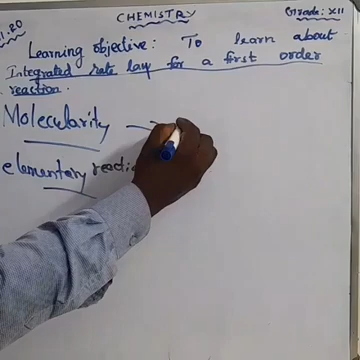 CHEMISTRY
Grade: XII
Learning objective: To learn about
Integrated rate law for a first order
reaction.
Molecularity
elementary